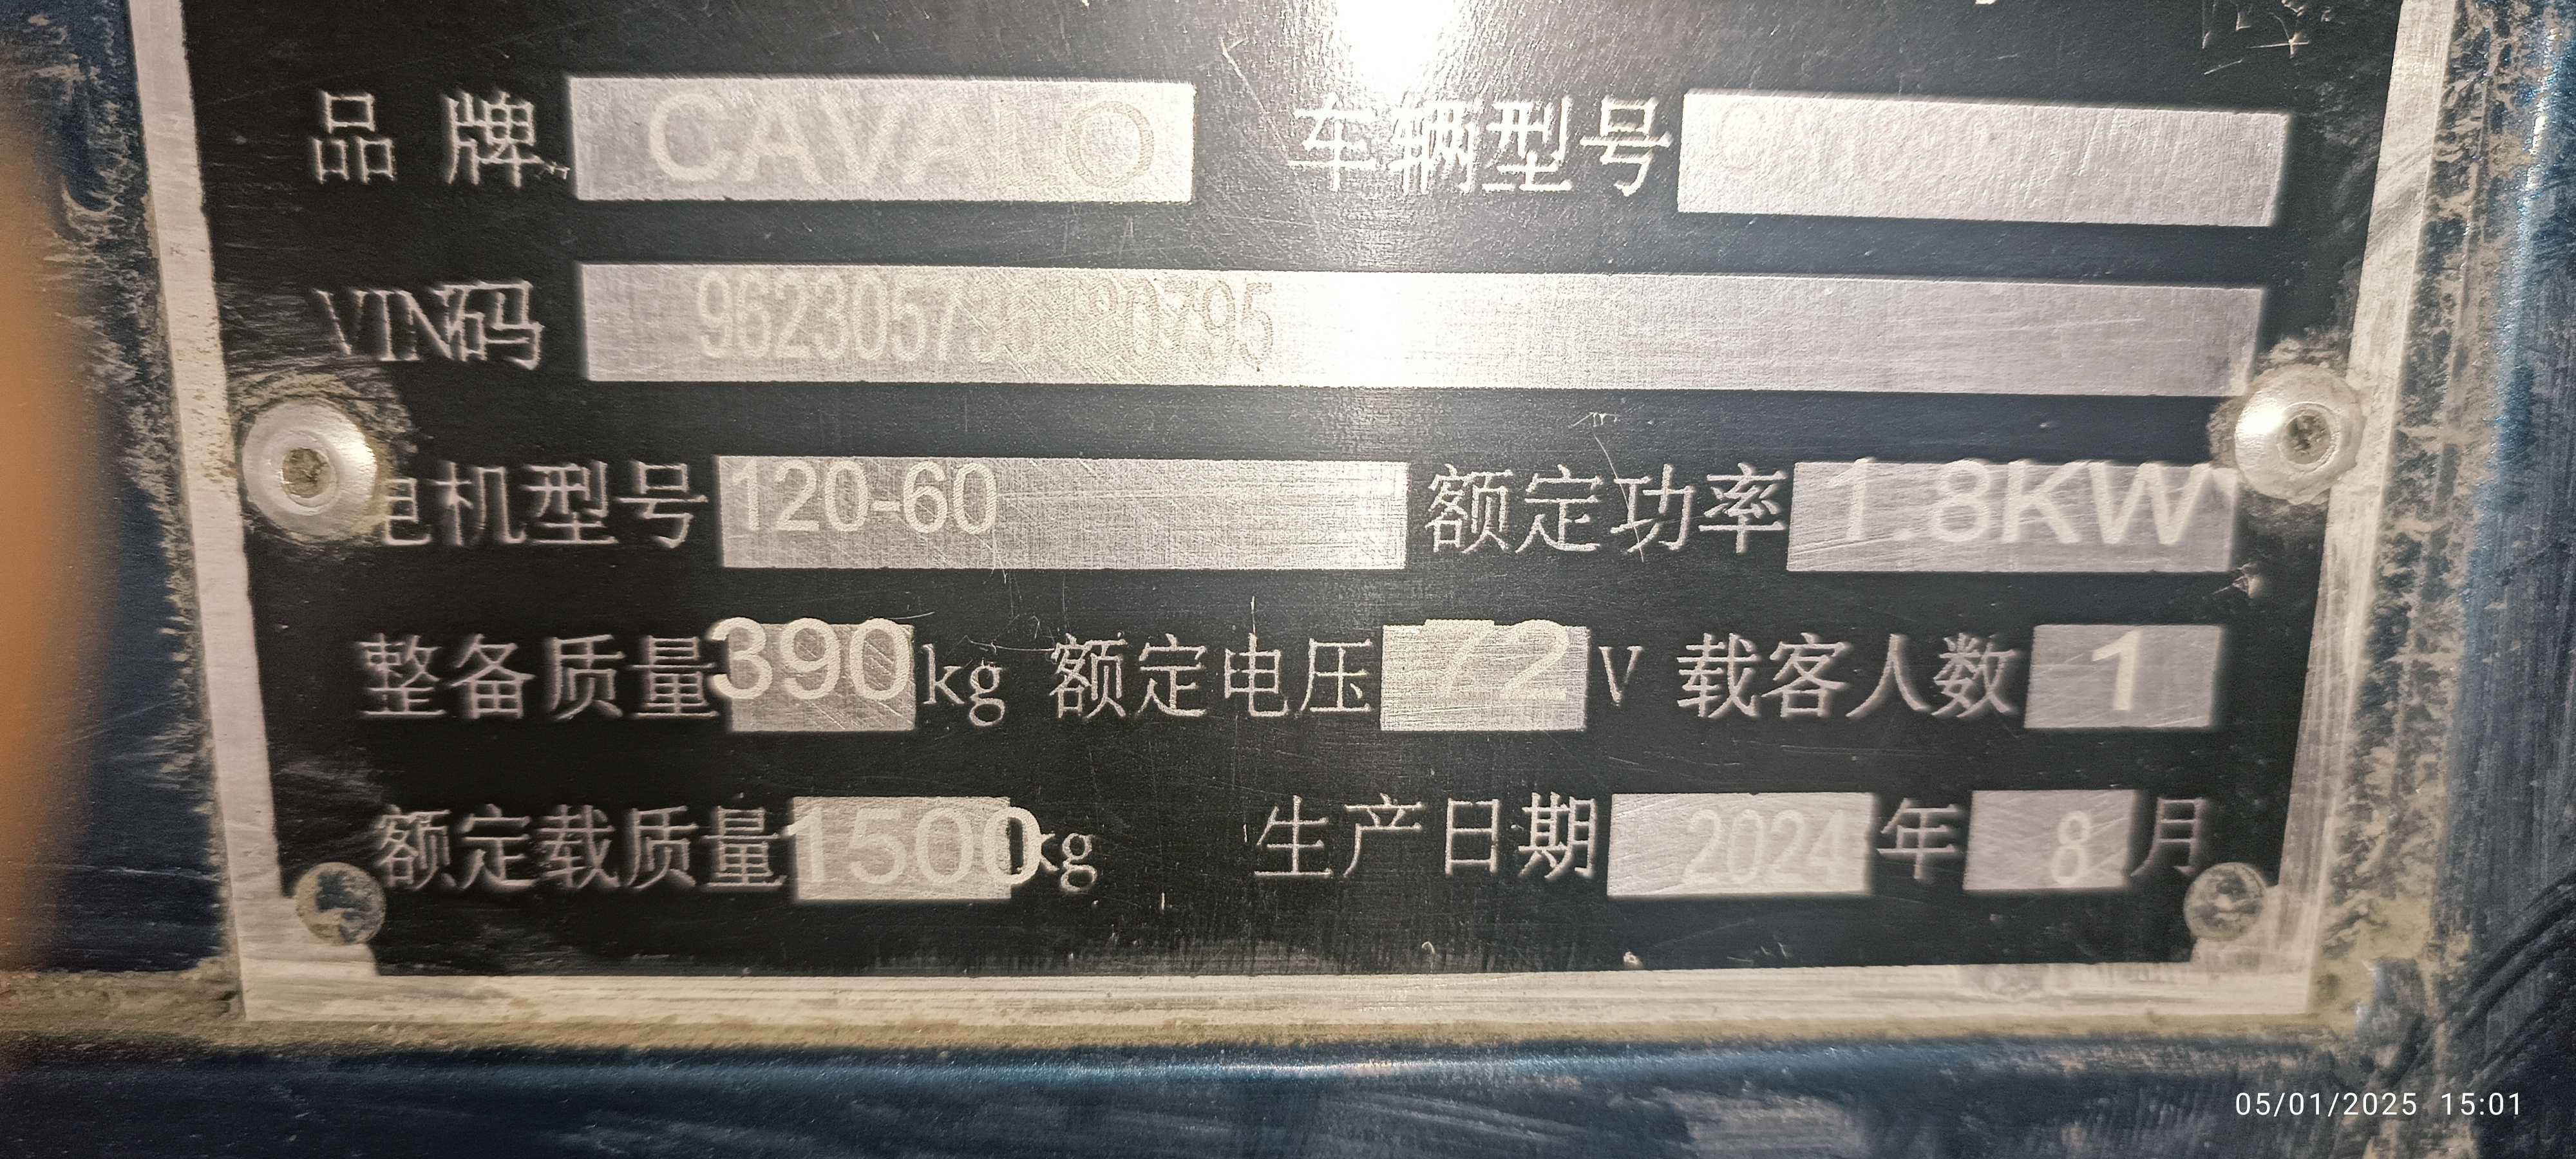 品 牌 CAVALO 车辆型号
VIN码
电机型号 120-60 额定功率 1.8KW
整备质量 390 kg 额定电压 72 V 载客人数 1
额定载质量 1500 kg 生产日期 2024 年 8 月
05/01/2025 15:01